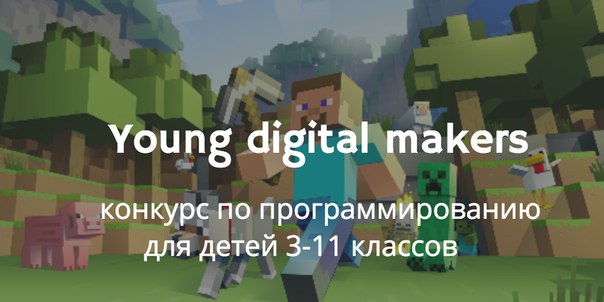 Young digital makers
конкурс по программированию
для детей 3-11 классов